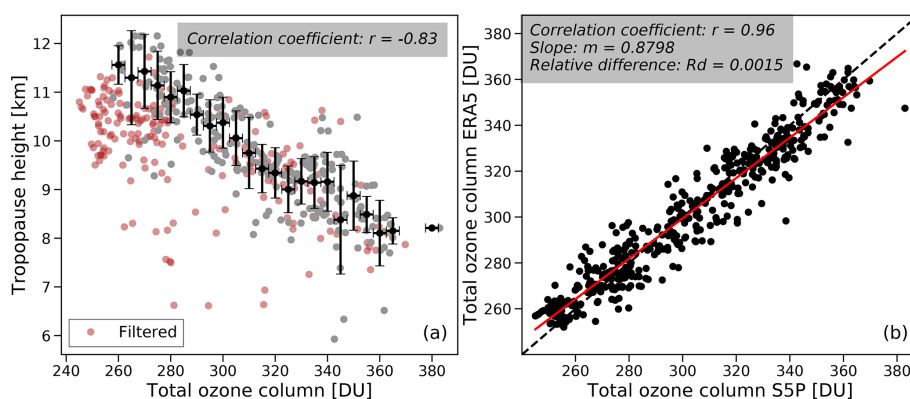 Correlation coefficient: r = -0.83
Tropopause height [km]
12
11
10
9
8
7
6
Filtered
(a)
240 260 280 300 320 340 360 380
Total ozone column [DU]
Correlation coefficient: r = 0.96
Slope: m = 0.8798
Relative difference: Rd = 0.0015
Total ozone column ERA5 [DU]
380
360
340
320
300
280
260
(b)
260 280 300 320 340 360 380
Total ozone column S5P [DU]